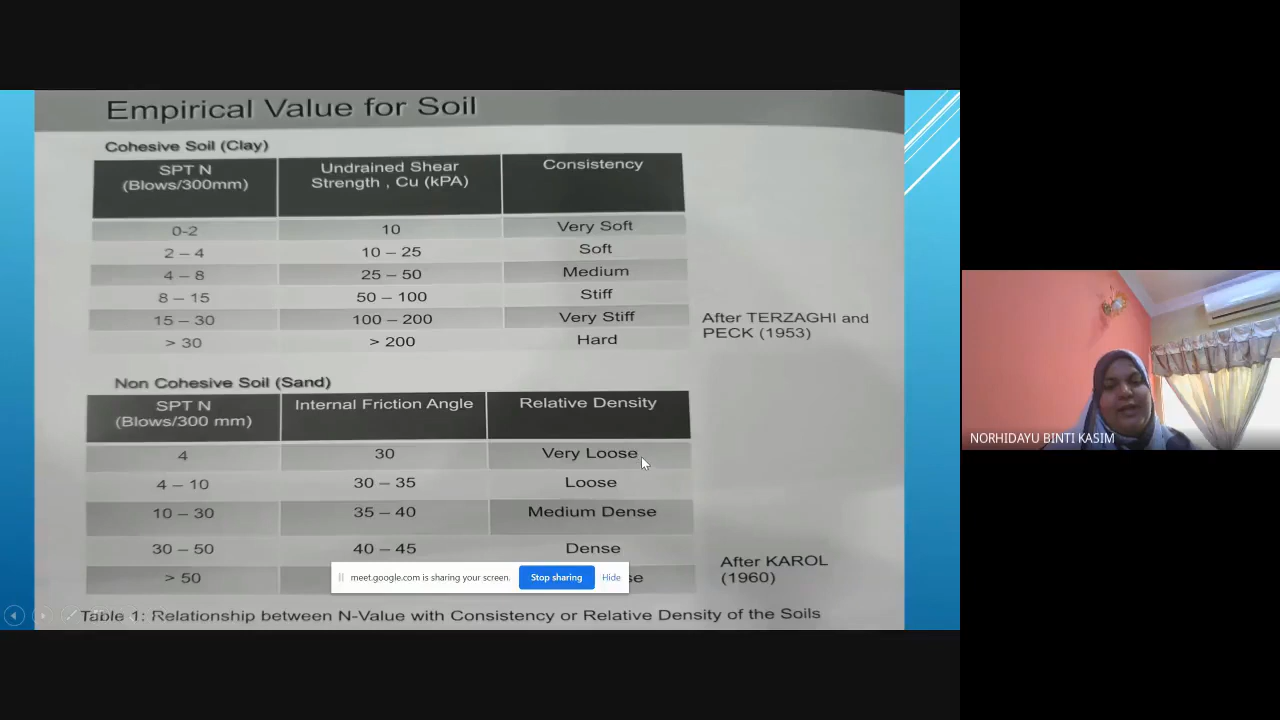 Empirical Value for Soil
Cohesive Soil (Clay)
SPT N (Blows/300mm) Undrained Shear Strength , Cu (kPA) Consistency
0-2 10 Very Soft
2 – 4 10 – 25 Soft
4 – 8 25 – 50 Medium
8 – 15 50 – 100 Stiff
15 – 30 100 – 200 Very Stiff
> 30 > 200 Hard
After TERZAGHI and
PECK (1953)
Non Cohesive Soil (Sand)
SPT N (Blows/300 mm) Internal Friction Angle Relative Density
4 30 Very Loose
4 – 10 30 – 35 Loose
10 – 30 35 – 40 Medium Dense
30 – 50 40 – 45 Dense
> 50
After KAROL
(1960)
meet.google.com is sharing your screen. Stop sharing Hide
Table 1: Relationship between N-Value with Consistency or Relative Density of the Soils
NORHIDAYU BINTI KASIM